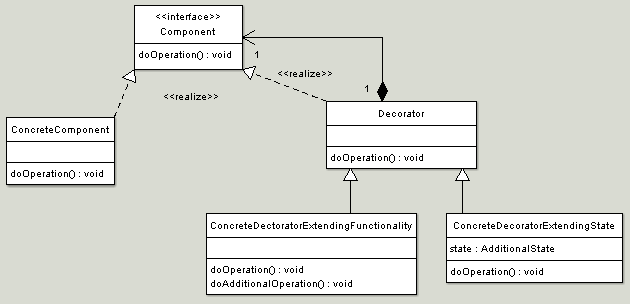 <<interface>>
Component
doOperation() : void
1
<<realize>>
<<realize>>
1
Decorator
doOperation() : void
ConcreteComponent
doOperation() : void
ConcreteDectoratorExtendingFunctionality
doOperation() : void
doAdditionalOperation() : void
ConcreteDecoratorExtendingState
state : AdditionalState
doOperation() : void